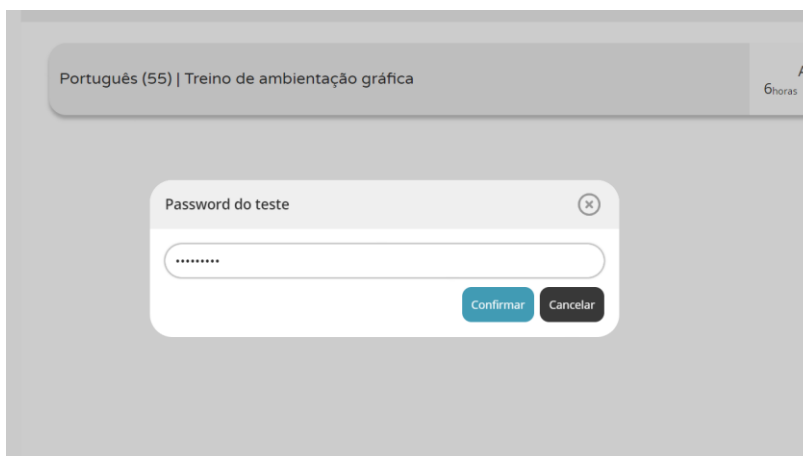 Português (55) | Treino de ambientação gráfica
A
6horas
Password do teste
•••••••••
Confirmar
Cancelar